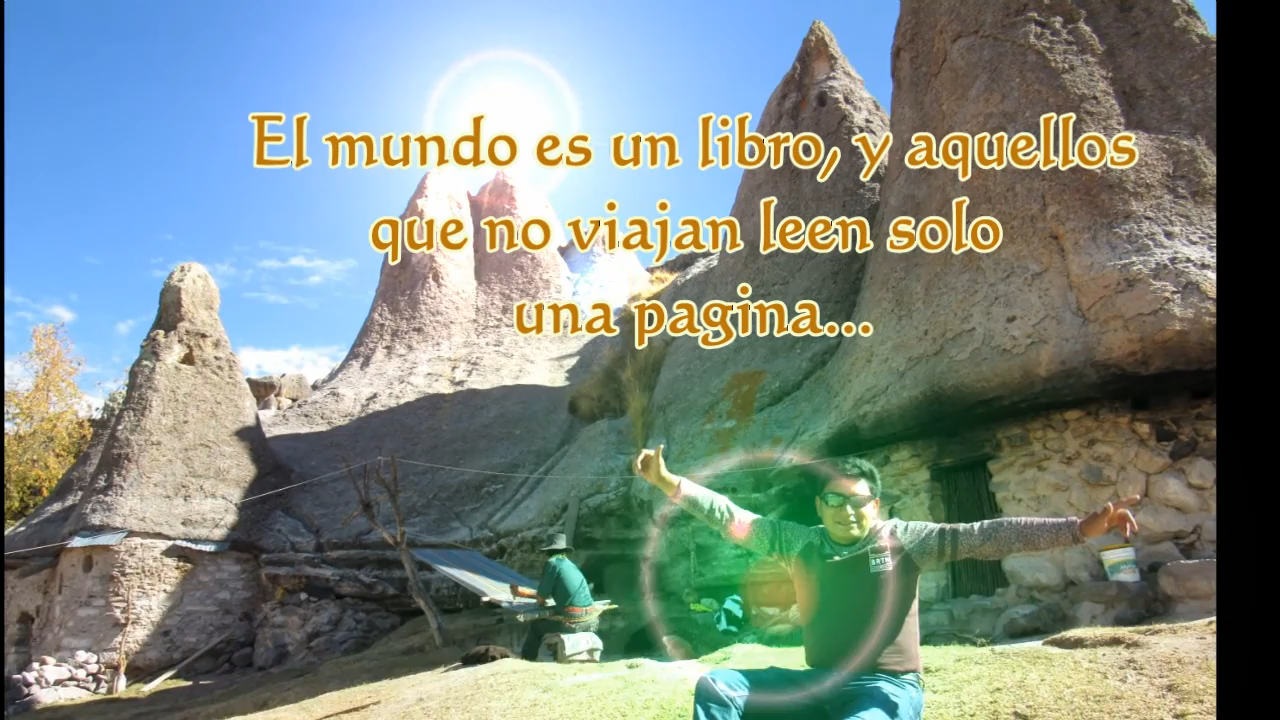 El mundo es un libro, y aquellos
que no viajan leen solo
una pagina...